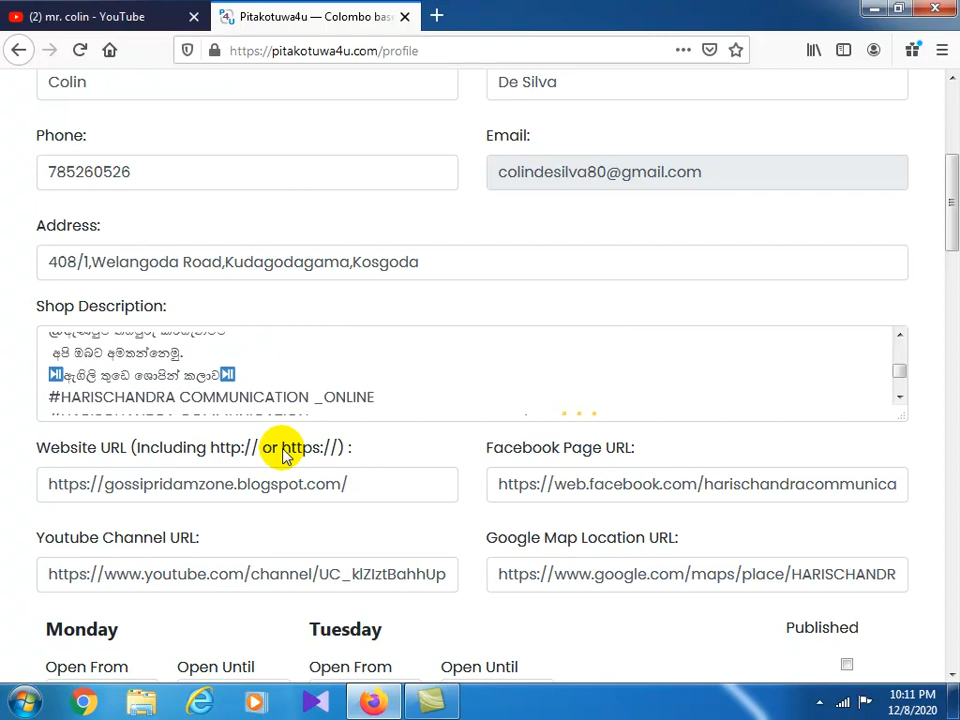 (2) mr. colin - YouTube
Pitakotuwa4u — Colombo bas
https://pitakotuwa4u.com/profile
Colin
De Silva
Phone:
Email:
785260526
colindesilva80@gmail.com
Address:
408/1,Welangoda Road,Kudagodagama,Kosgoda
Shop Description:
අපි ඔබට අමතන්නෙමු.
⏯ඇගිලි තුඩේ ශොපින් කලාව⏯
#HARISCHANDRA COMMUNICATION _ONLINE
Website URL (Including http:// or https://) :
Facebook Page URL:
https://gossipridamzone.blogspot.com/
https://web.facebook.com/harischandracommunica
Youtube Channel URL:
Google Map Location URL:
https://www.youtube.com/channel/UC_klZIztBahhUp
https://www.google.com/maps/place/HARISCHANDR
Monday
Tuesday
Published
Open From
Open Until
Open From
Open Until
10:11 PM
12/8/2020